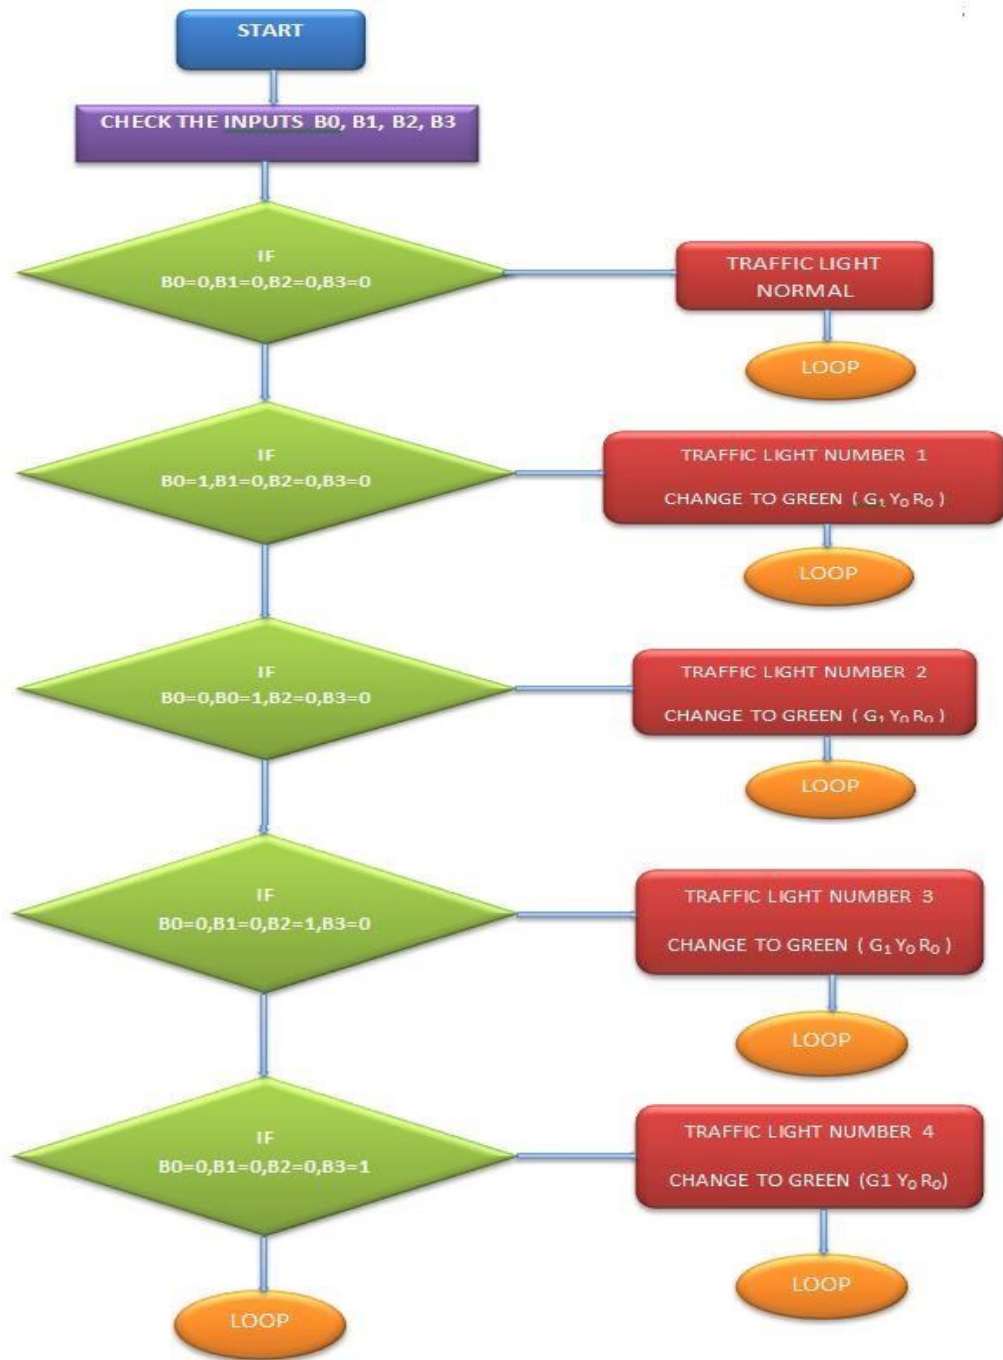 START
CHECK THE INPUTS B0, B1, B2, B3
IF
B0=0,B1=0,B2=0,B3=0
TRAFFIC LIGHT
NORMAL
LOOP
IF
B0=1,B1=0,B2=0,B3=0
TRAFFIC LIGHT NUMBER 1
CHANGE TO GREEN ( G₁ Y₀ R₀ )
LOOP
IF
B0=0,B0=1,B2=0,B3=0
TRAFFIC LIGHT NUMBER 2
CHANGE TO GREEN ( G₁ Y₀ R₀ )
LOOP
IF
B0=0,B1=0,B2=1,B3=0
TRAFFIC LIGHT NUMBER 3
CHANGE TO GREEN ( G₁ Y₀ R₀ )
LOOP
IF
B0=0,B1=0,B2=0,B3=1
TRAFFIC LIGHT NUMBER 4
CHANGE TO GREEN (G1 Y₀ R₀)
LOOP
LOOP